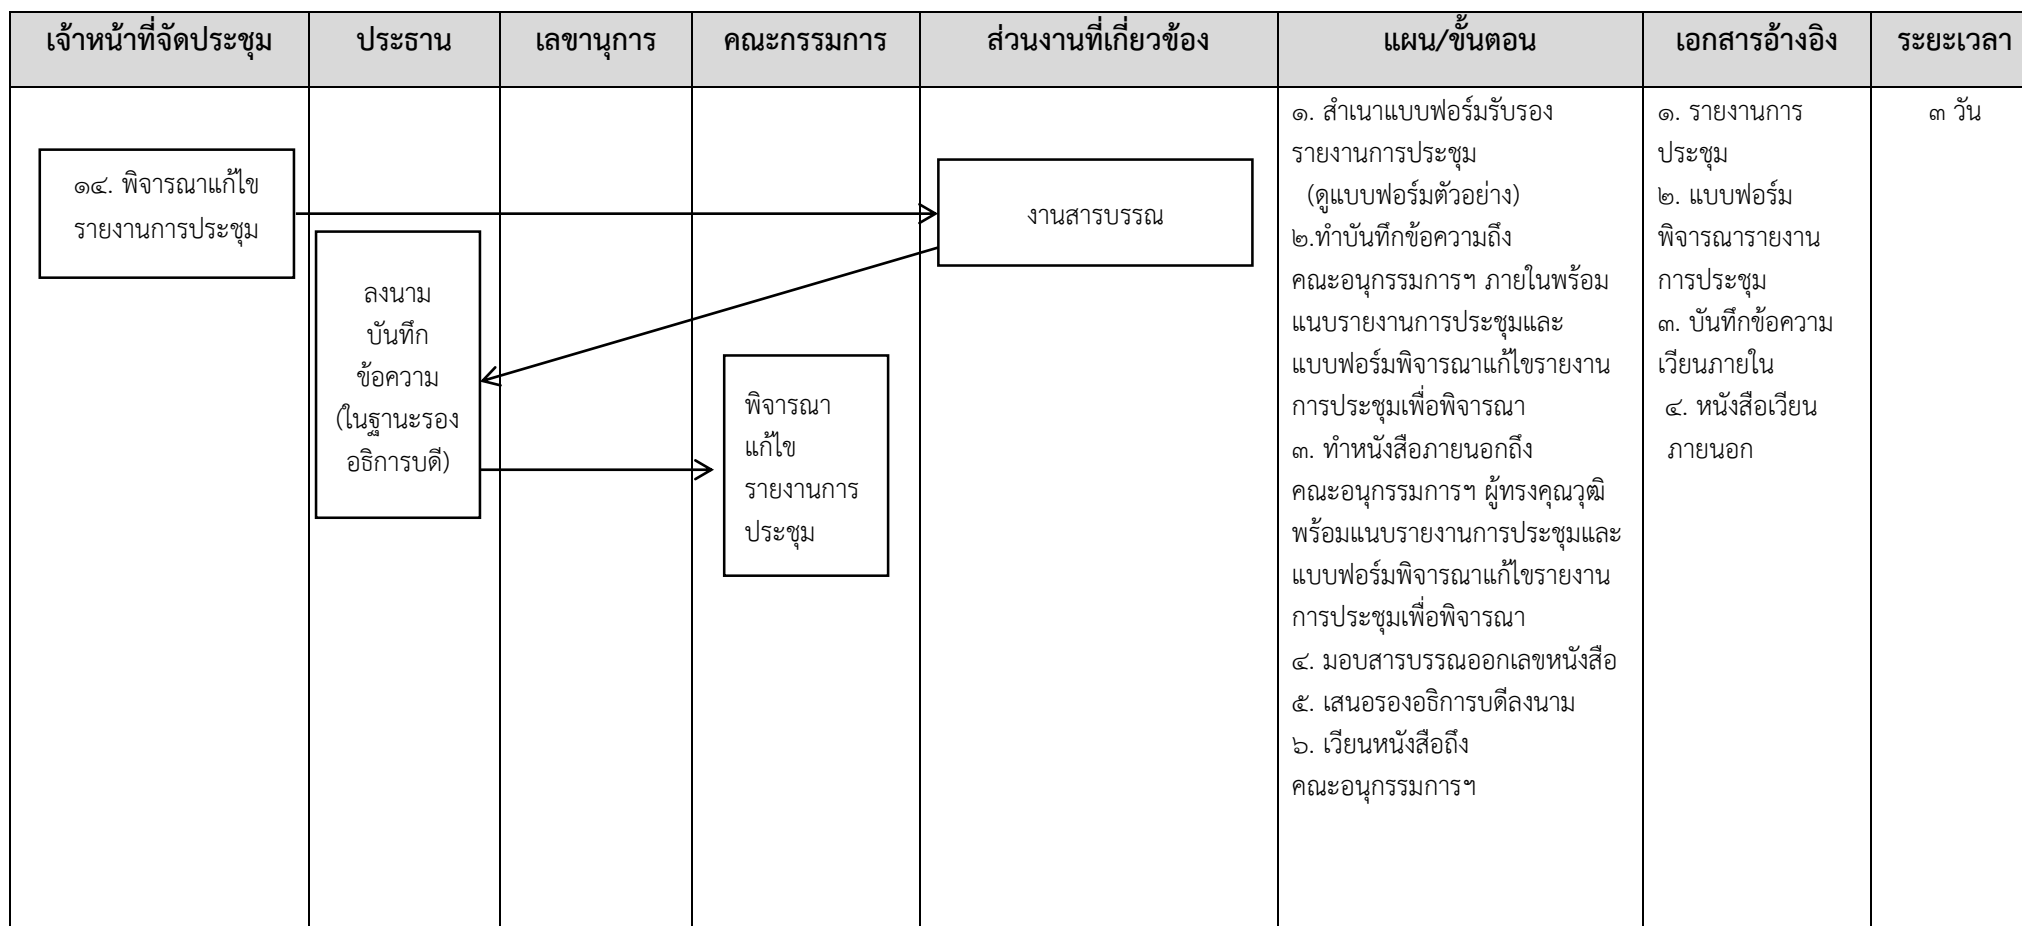 เจ้าหน้าที่จัดประชุม
ประธาน
เลขานุการ
คณะกรรมการ
ส่วนงานที่เกี่ยวข้อง
แผน/ขั้นตอน
เอกสารอ้างอิง
ระยะเวลา
๑๔. พิจารณาแก้ไข
รายงานการประชุม
ลงนาม
บันทึก
ข้อความ
(ในฐานะรอง
อธิการบดี)
พิจารณา
แก้ไข
รายงานการ
ประชุม
งานสารบรรณ
๑. สำเนาแบบฟอร์มรับรอง
รายงานการประชุม
(ดูแบบฟอร์มตัวอย่าง)
๒.ทำบันทึกข้อความถึง
คณะอนุกรรมการฯ ภายในพร้อม
แนบรายงานการประชุมและ
แบบฟอร์มพิจารณาแก้ไขรายงาน
การประชุมเพื่อพิจารณา
๓. ทำหนังสือภายนอกถึง
คณะอนุกรรมการฯ ผู้ทรงคุณวุฒิ
พร้อมแนบรายงานการประชุมและ
แบบฟอร์มพิจารณาแก้ไขรายงาน
การประชุมเพื่อพิจารณา
๔. มอบสารบรรณออกเลขหนังสือ
๕. เสนอรองอธิการบดีลงนาม
๖. เวียนหนังสือถึง
คณะอนุกรรมการฯ
๑. รายงานการ
ประชุม
๒. แบบฟอร์ม
พิจารณารายงาน
การประชุม
๓. บันทึกข้อความ
เวียนภายใน
๔. หนังสือเวียน
ภายนอก
๓ วัน